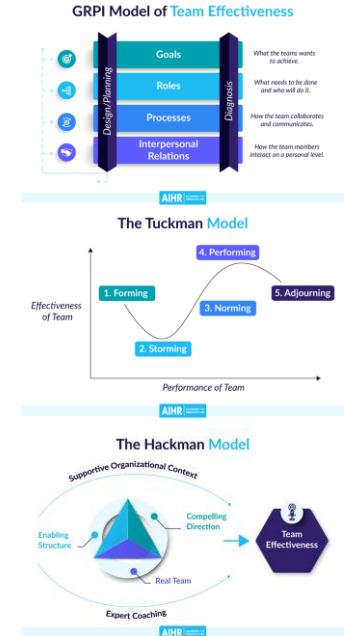 GRPI Model of Team Effectiveness
Design/Planning
Diagnosis
Goals
What the teams wants
to achieve.
Roles
What needs to be done
and who will do it.
Processes
How the team collaborates
and communicates.
Interpersonal
Relations
How the team members
interact on a personal level.
AIHR
The Tuckman Model
Effectiveness
of Team
1. Forming
2. Storming
3. Norming
4. Performing
5. Adjourning
Performance of Team
AIHR
The Hackman Model
Supportive Organizational Context
Enabling
Structure
Compelling
Direction
Real Team
Expert Coaching
Team
Effectiveness
AIHR